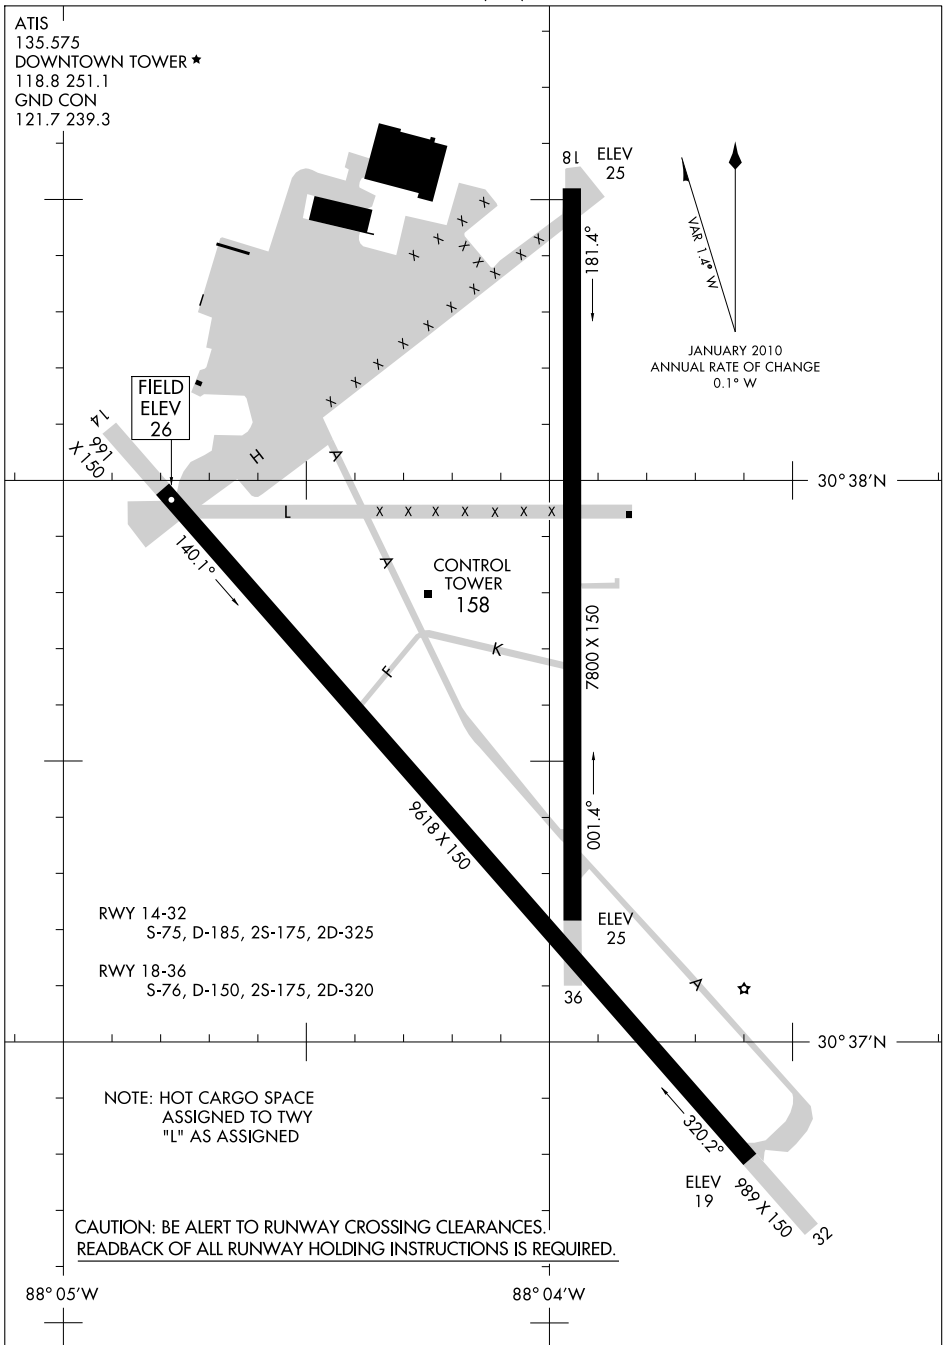 ATIS
135.575
DOWNTOWN TOWER ★
118.8 251.1
GND CON
121.7 239.3
18
ELEV
25
181.4°
VAR 1.4° W
JANUARY 2010
ANNUAL RATE OF CHANGE
0.1° W
FIELD
ELEV
26
14
991
X 150
H
A
30°38'N
L
X X X X X X X
X X X X X X X X X X X X X X X X X
140.1°
A
CONTROL
TOWER
158
7800 X 150
K
F
9618 X 150
001.4°
RWY 14-32
S-75, D-185, 2S-175, 2D-325
ELEV
25
RWY 18-36
S-76, D-150, 2S-175, 2D-320
36
A
30°37'N
NOTE: HOT CARGO SPACE
ASSIGNED TO TWY
"L" AS ASSIGNED
320.2°
ELEV
19
989 X 150
32
CAUTION: BE ALERT TO RUNWAY CROSSING CLEARANCES.
READBACK OF ALL RUNWAY HOLDING INSTRUCTIONS IS REQUIRED.
88°05'W
88°04'W